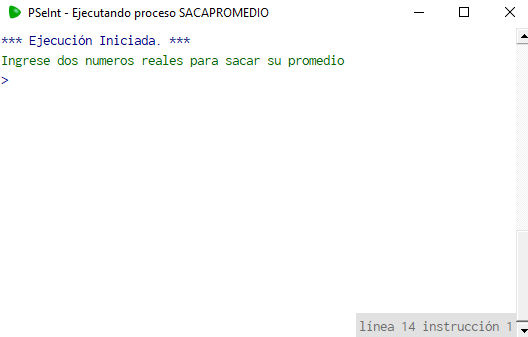 PSeInt - Ejecutando proceso SACAPROMEDIO
*** Ejecución Iniciada. ***
Ingrese dos numeros reales para sacar su promedio
>
línea 14 instrucción 1